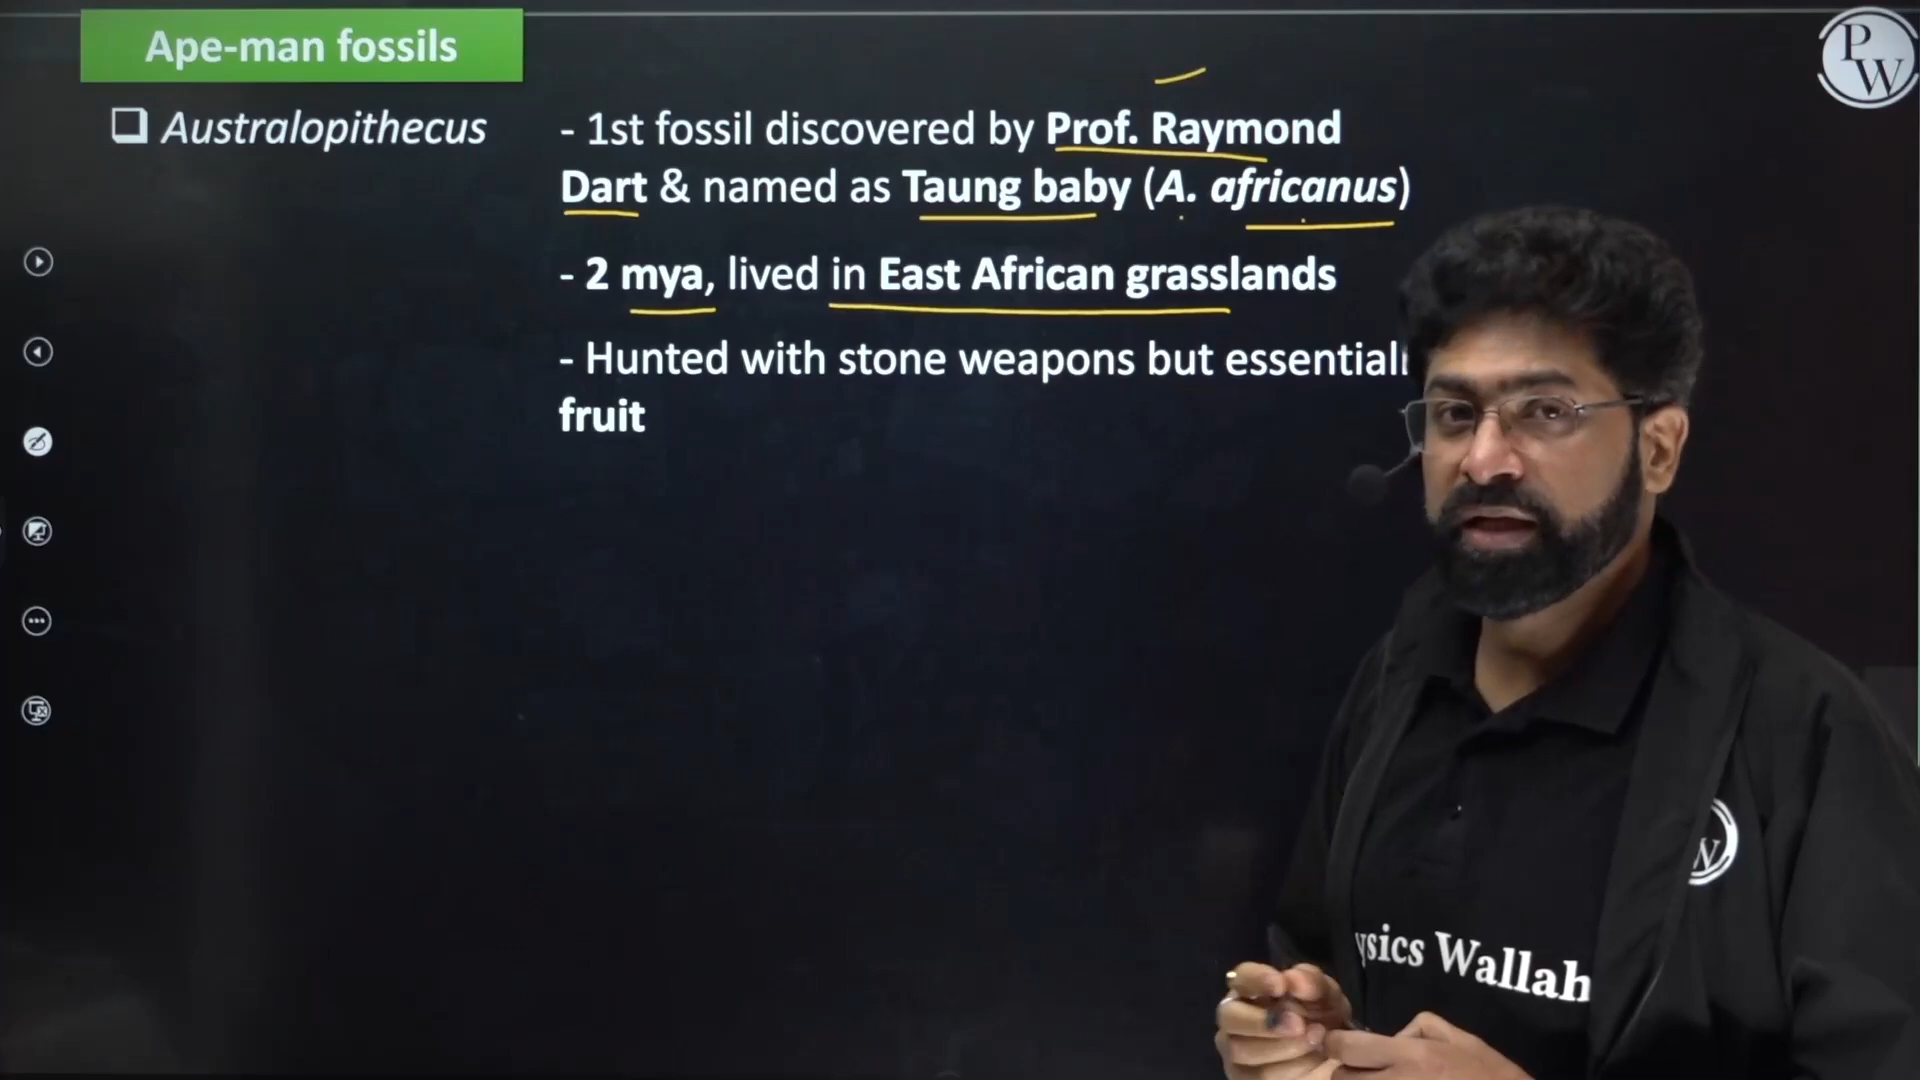 Ape-man fossils
PW
❑ Australopithecus
- 1st fossil discovered by Prof. Raymond
Dart & named as Taung baby (A. africanus)
- 2 mya, lived in East African grasslands
- Hunted with stone weapons but
fruit
W
Wallah